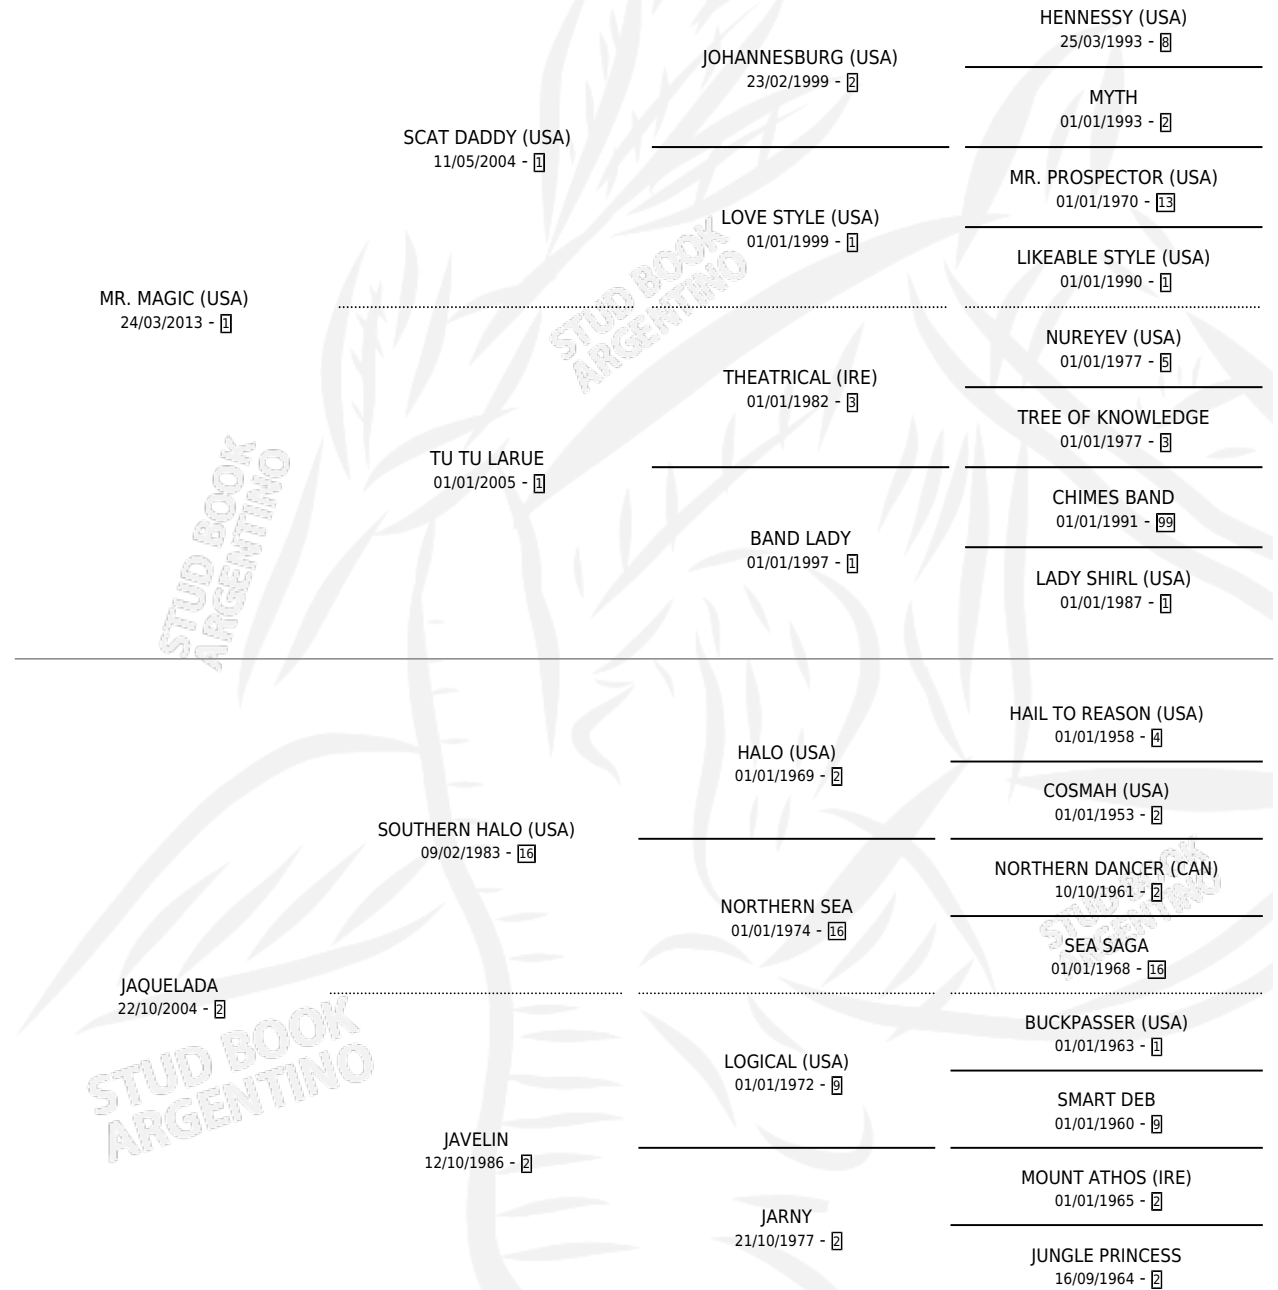 HENNESSY (USA)
25/03/1993 - 8
JOHANNESBURG (USA)
23/02/1999 - 2
MYTH
01/01/1993 - 2
SCAT DADDY (USA)
11/05/2004 - 1
MR. PROSPECTOR (USA)
01/01/1970 - 13
LOVE STYLE (USA)
01/01/1999 - 1
LIKEABLE STYLE (USA)
01/01/1990 - 1
MR. MAGIC (USA)
24/03/2013 - 1
STUD BOOK
ARGENTINO
NUREYEV (USA)
01/01/1977 - 5
THEATRICAL (IRE)
01/01/1982 - 3
TREE OF KNOWLEDGE
01/01/1977 - 3
TU TU LARUE
01/01/2005 - 1
CHIMES BAND
01/01/1991 - 99
BAND LADY
01/01/1997 - 1
LADY SHIRL (USA)
01/01/1987 - 1
STUD BOOK
ARGENTINO
HAIL TO REASON (USA)
01/01/1958 - 4
HALO (USA)
01/01/1969 - 2
COSMAH (USA)
01/01/1953 - 2
SOUTHERN HALO (USA)
09/02/1983 - 16
NORTHERN DANCER (CAN)
10/10/1961 - 2
NORTHERN SEA
01/01/1974 - 16
SEA SAGA
01/01/1968 - 16
STUD BOOK
ARGENTINO
JAQUELADA
22/10/2004 - 2
BUCKPASSER (USA)
01/01/1963 - 1
LOGICAL (USA)
01/01/1972 - 9
SMART DEB
01/01/1960 - 9
STUD BOOK
ARGENTINO
JAVELIN
12/10/1986 - 2
MOUNT ATHOS (IRE)
01/01/1965 - 2
JARNY
21/10/1977 - 2
JUNGLE PRINCESS
16/09/1964 - 2